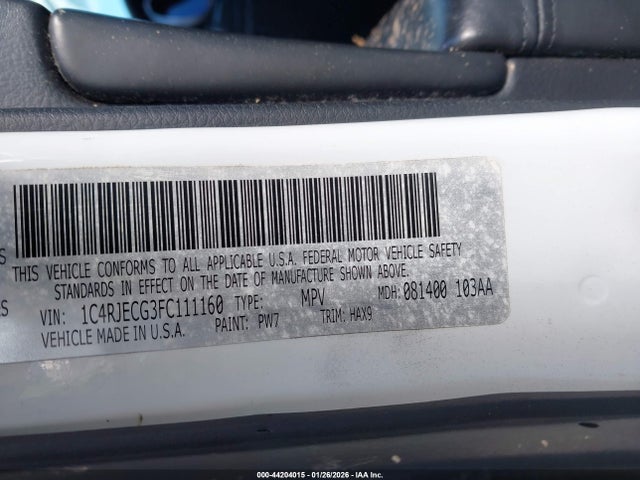 THIS VEHICLE CONFORMS TO ALL APPLICABLE U.S.A. FEDERAL MOTOR VEHICLE SAFETY
STANDARDS IN EFFECT ON THE DATE OF MANUFACTURE SHOWN ABOVE.
VIN: 1C4RJECG3FC111160 TYPE: MPV MDH: 081400 103AA
VEHICLE MADE IN U.S.A. PAINT: PW7 TRIM: HAX9
000-44204015 - 01/26/2026 - IAA Inc.